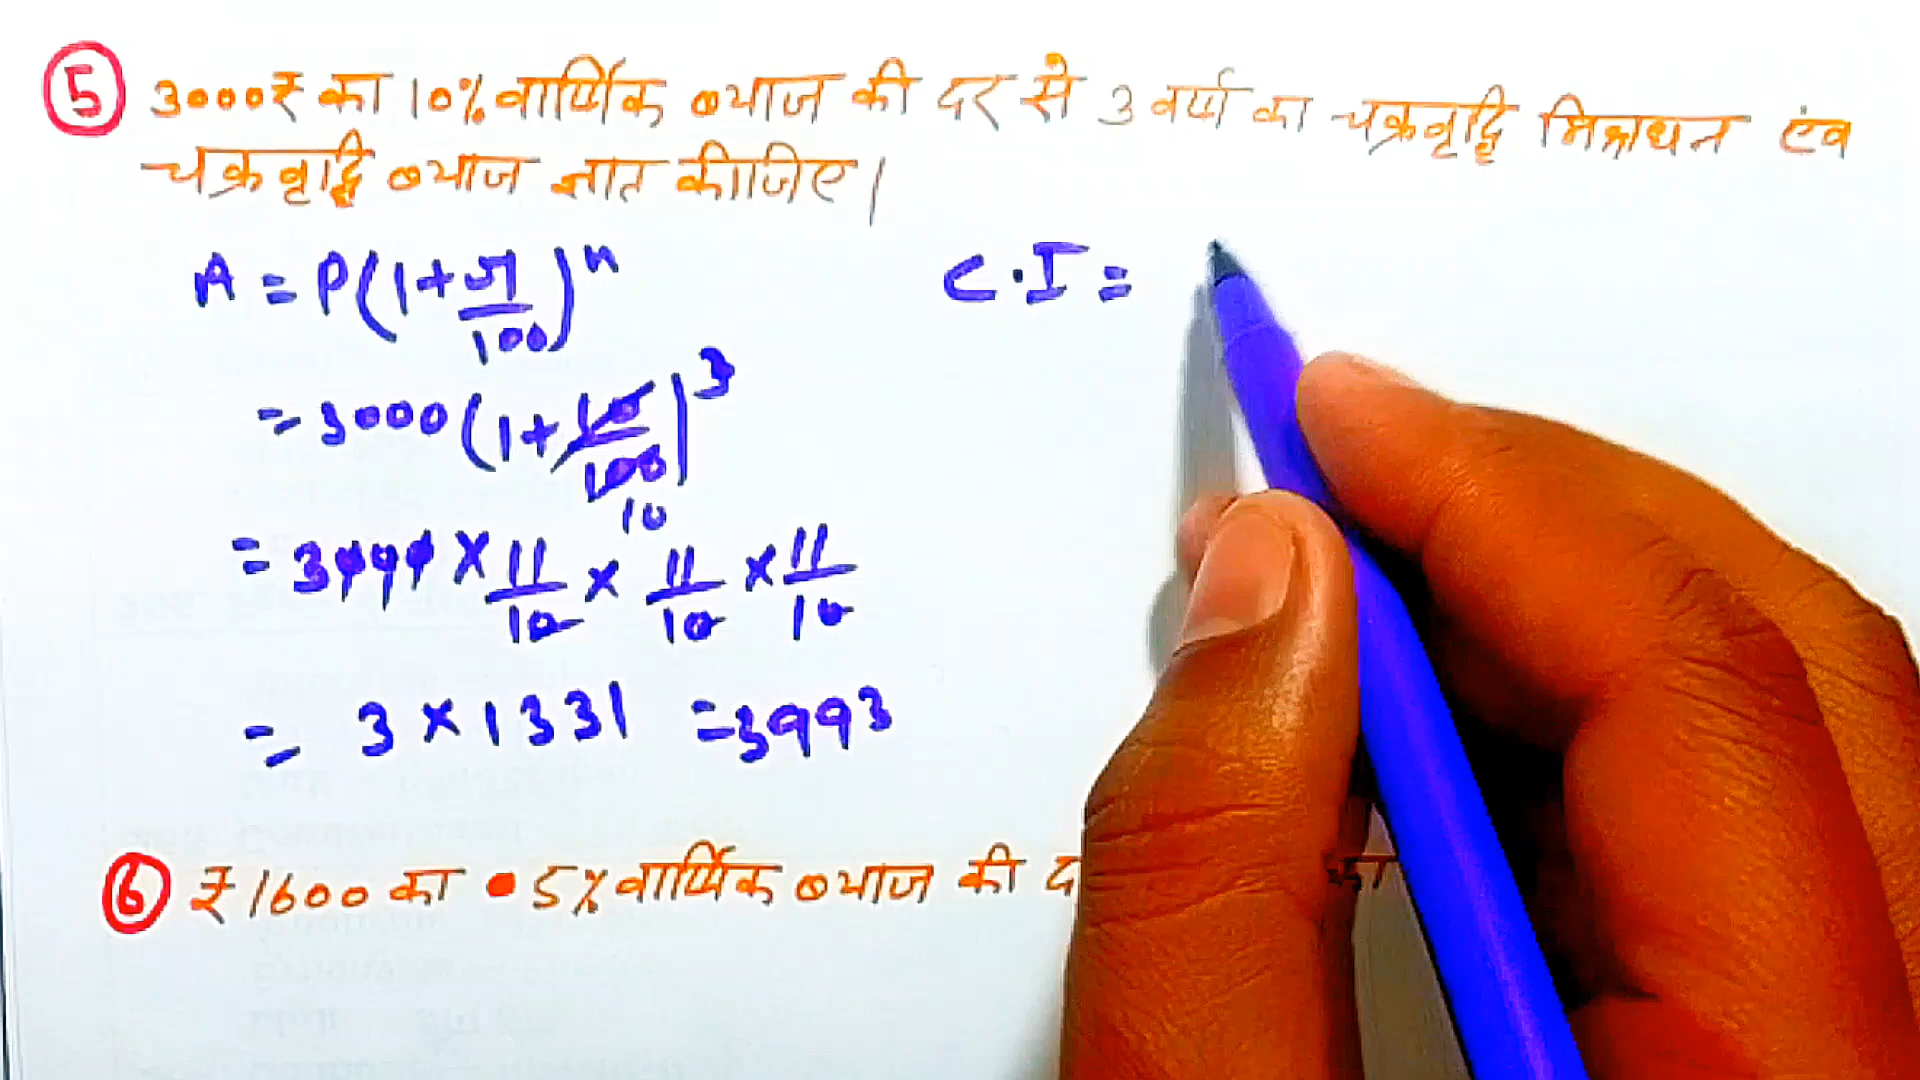 5 3000₹ का 10% वार्षिक ब्याज की दर से 3 वर्ष का चक्रवृद्धि मिश्रधन एंव
चक्रवृद्धि ब्याज ज्ञात कीजिए।
A = P(1+r/100)^n
C.I =
= 3000(1+10/100)^3
10
= 3000 × 11/10 × 11/10 × 11/10
= 3 × 1331 = 3993
6 ₹1600 का 5% वार्षिक ब्याज की